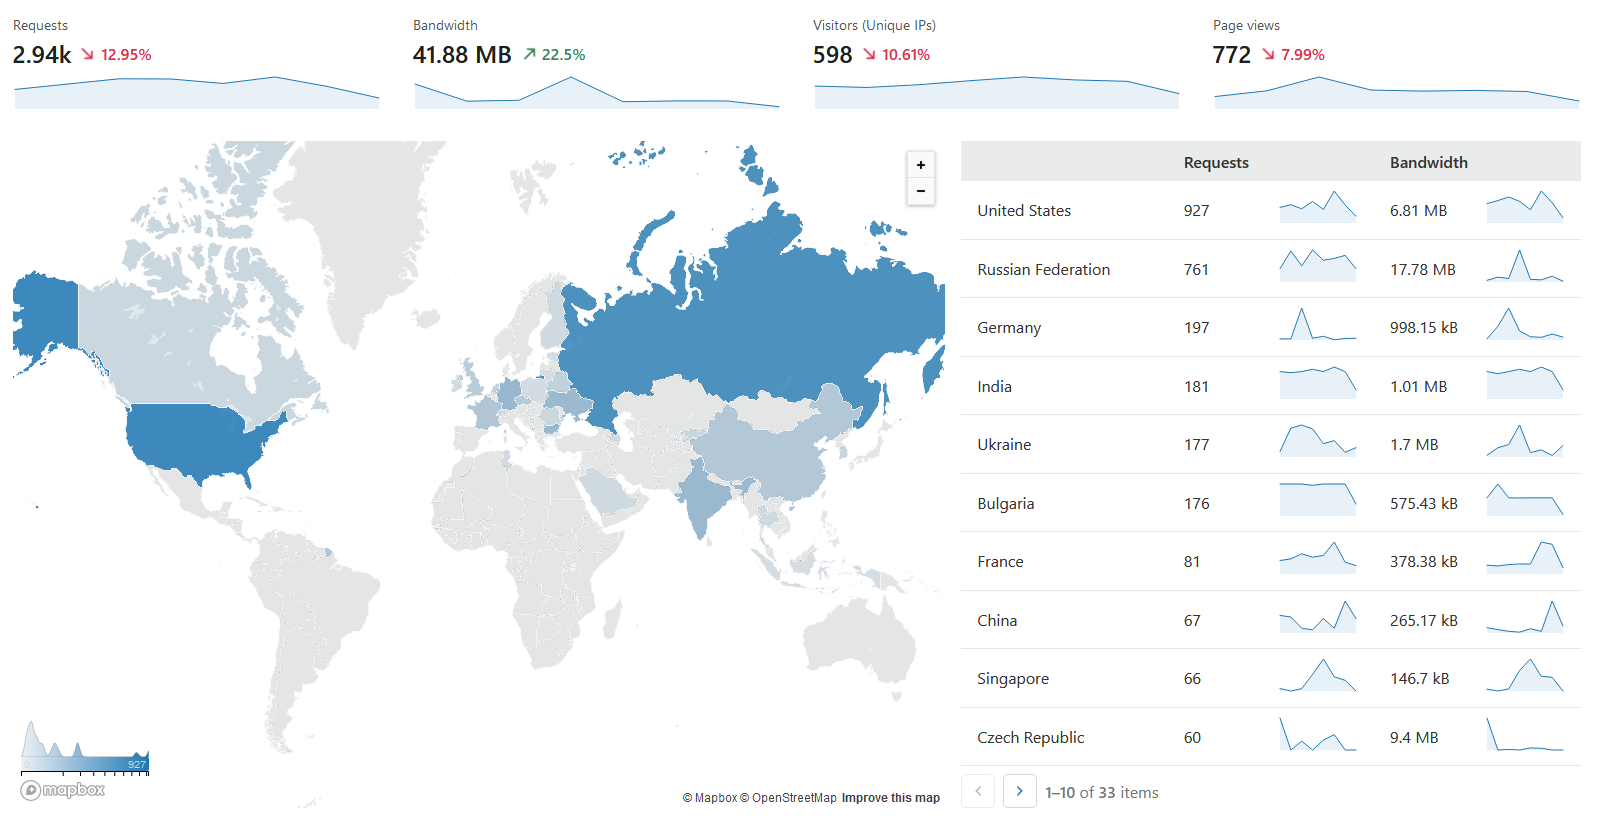 Requests
2.94k 12.95%
Bandwidth
41.88 MB 22.5%
Visitors (Unique IPs)
598 10.61%
Page views
772 7.99%
+
−
0 927
mapbox
© Mapbox © OpenStreetMap Improve this map
Requests Bandwidth
United States 927 6.81 MB
Russian Federation 761 17.78 MB
Germany 197 998.15 kB
India 181 1.01 MB
Ukraine 177 1.7 MB
Bulgaria 176 575.43 kB
France 81 378.38 kB
China 67 265.17 kB
Singapore 66 146.7 kB
Czech Republic 60 9.4 MB
1–10 of 33 items